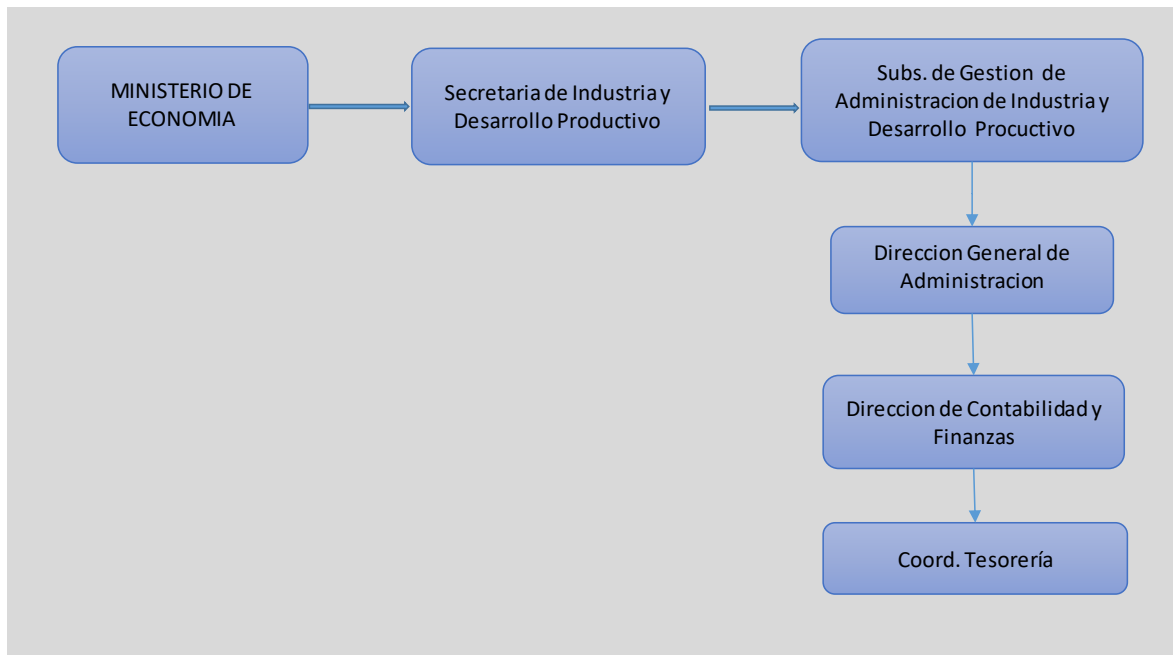 MINISTERIO DE
ECONOMIA
Secretaria de Industria y
Desarrollo Productivo
Subs. de Gestion de
Administracion de Industria y
Desarrollo Procuctivo
Direccion General de
Administracion
Direccion de Contabilidad y
Finanzas
Coord. Tesorería